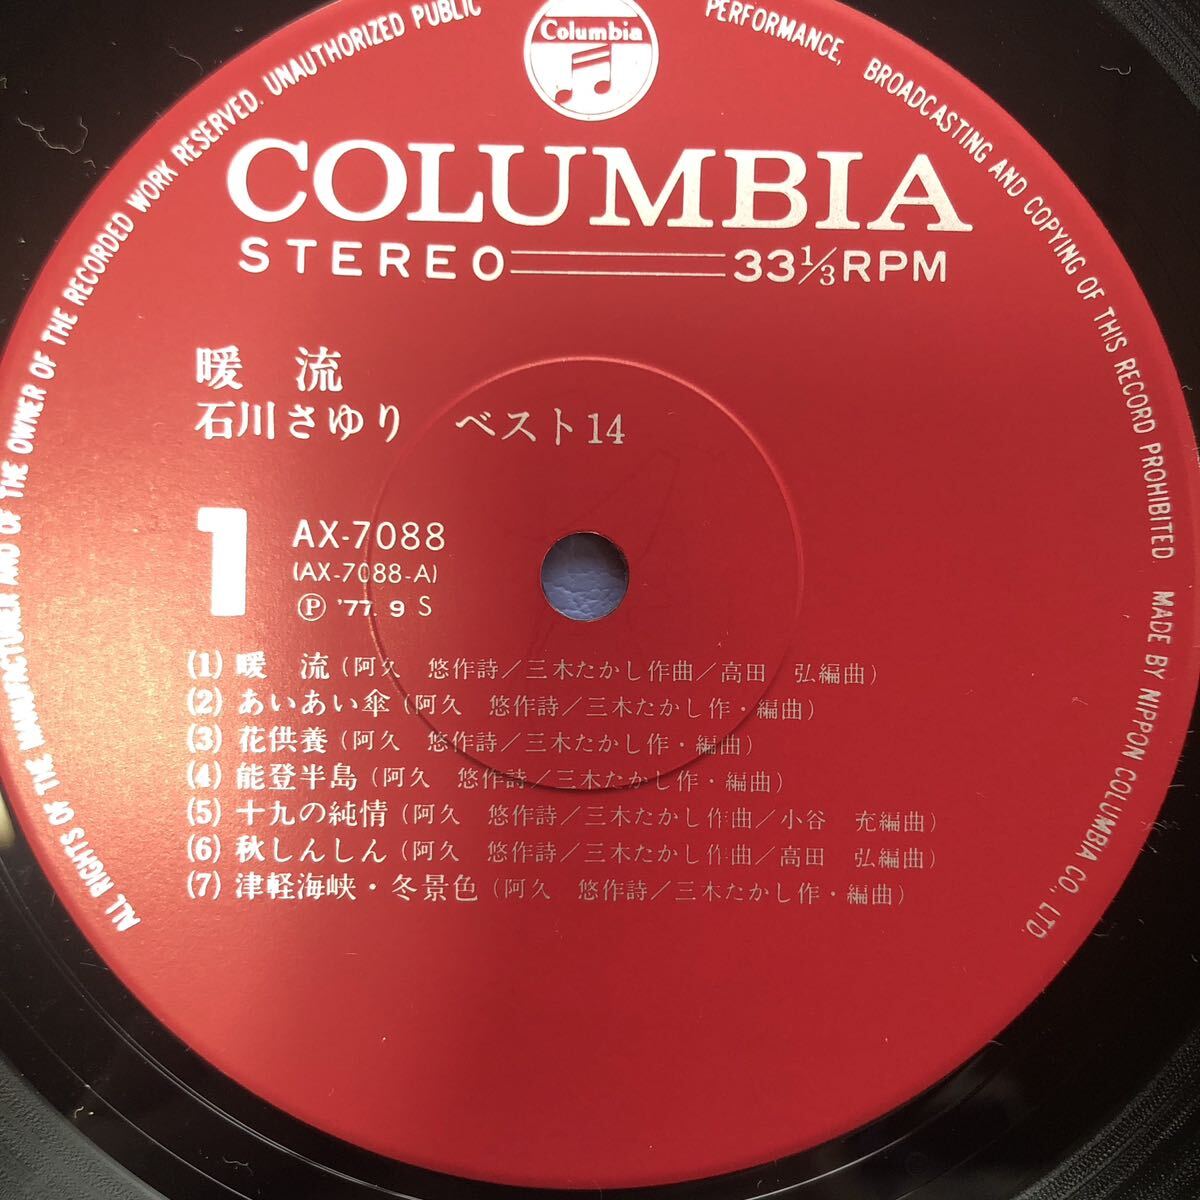 ALL RIGHTS OF THE MANUFACTURER AND OF THE OWNER OF THE RECORDED WORK RESERVED. UNAUTHORIZED PUBLIC PERFORMANCE, BROADCASTING AND COPYING OF THIS RECORD PROHIBITED. MADE BY NIPPON COLUMBIA CO., LTD.
Columbia
COLUMBIA
STEREO 33⅓RPM
暖 流
石川さゆり ベスト14
1
AX-7088
(AX-7088-A)
Ⓟ '77. 9 S
(1) 暖 流(阿久 悠作詩/三木たかし作曲/高田 弘編曲)
(2) あいあい傘(阿久 悠作詩/三木たかし作・編曲)
(3) 花供養(阿久 悠作詩/三木たかし作・編曲)
(4) 能登半島(阿久 悠作詩/三木たかし作・編曲)
(5) 十九の純情(阿久 悠作詩/三木たかし作曲/小谷 充編曲)
(6) 秋しんしん(阿久 悠作詩/三木たかし作曲/高田 弘編曲)
(7) 津軽海峡・冬景色(阿久 悠作詩/三木たかし作・編曲)